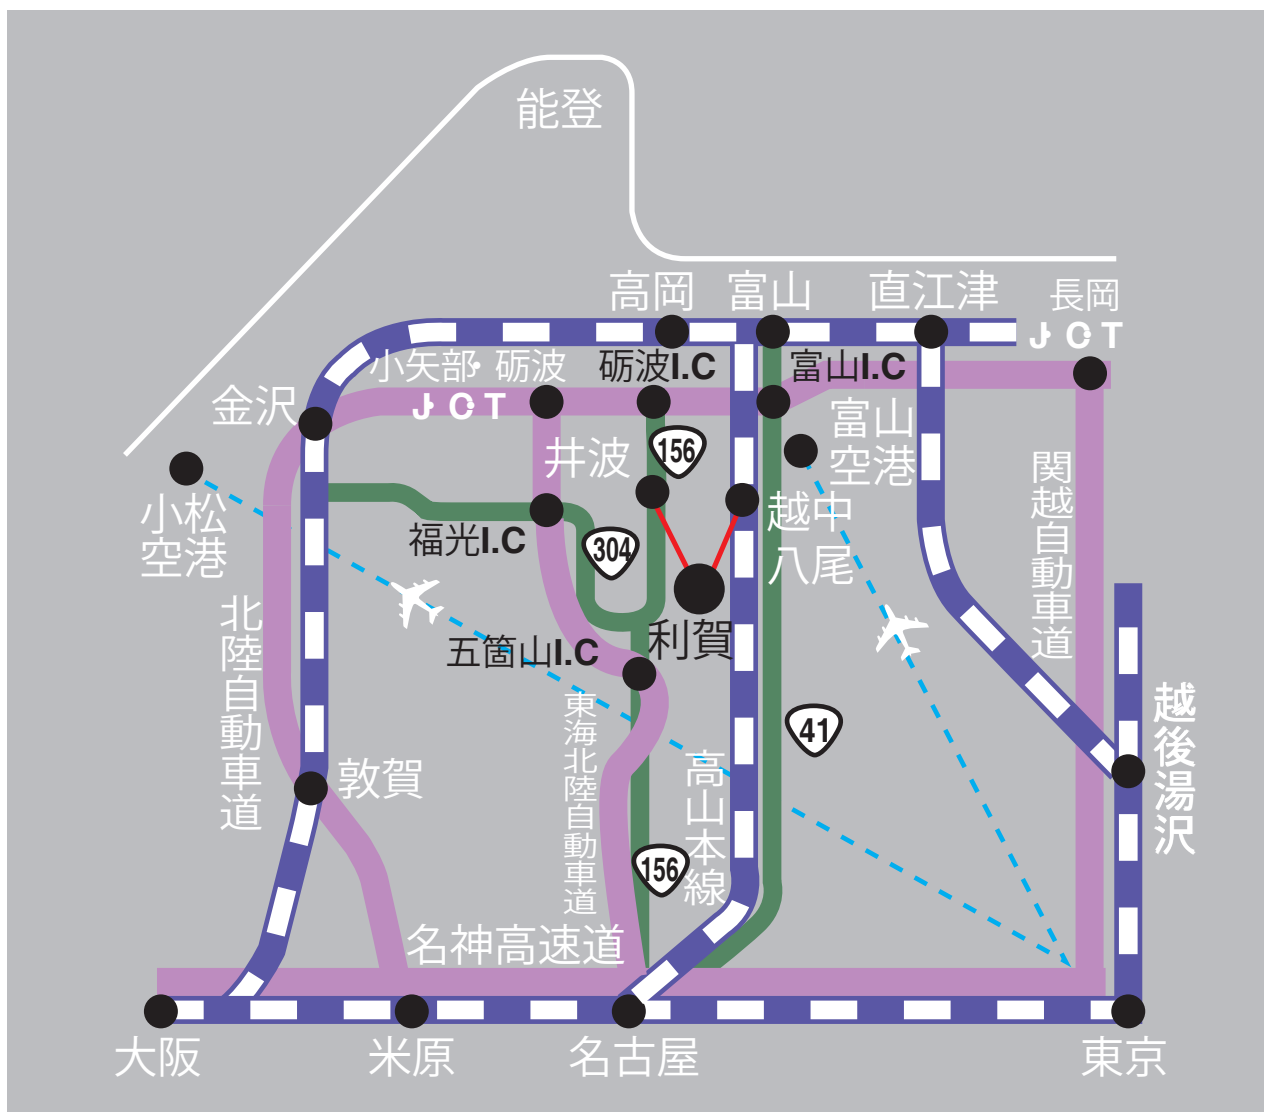 能登
高岡
富山
直江津
長岡
JCT
小矢部・砺波
JCT
砺波I.C
富山I.C
金沢
富山
空港
井波
156
小松
空港
福光I.C
304
越中
八尾
関越自動車道
北陸自動車道
五箇山I.C
利賀
東海北陸自動車道
41
越後湯沢
高山本線
敦賀
156
名神高速道
大阪
米原
名古屋
東京